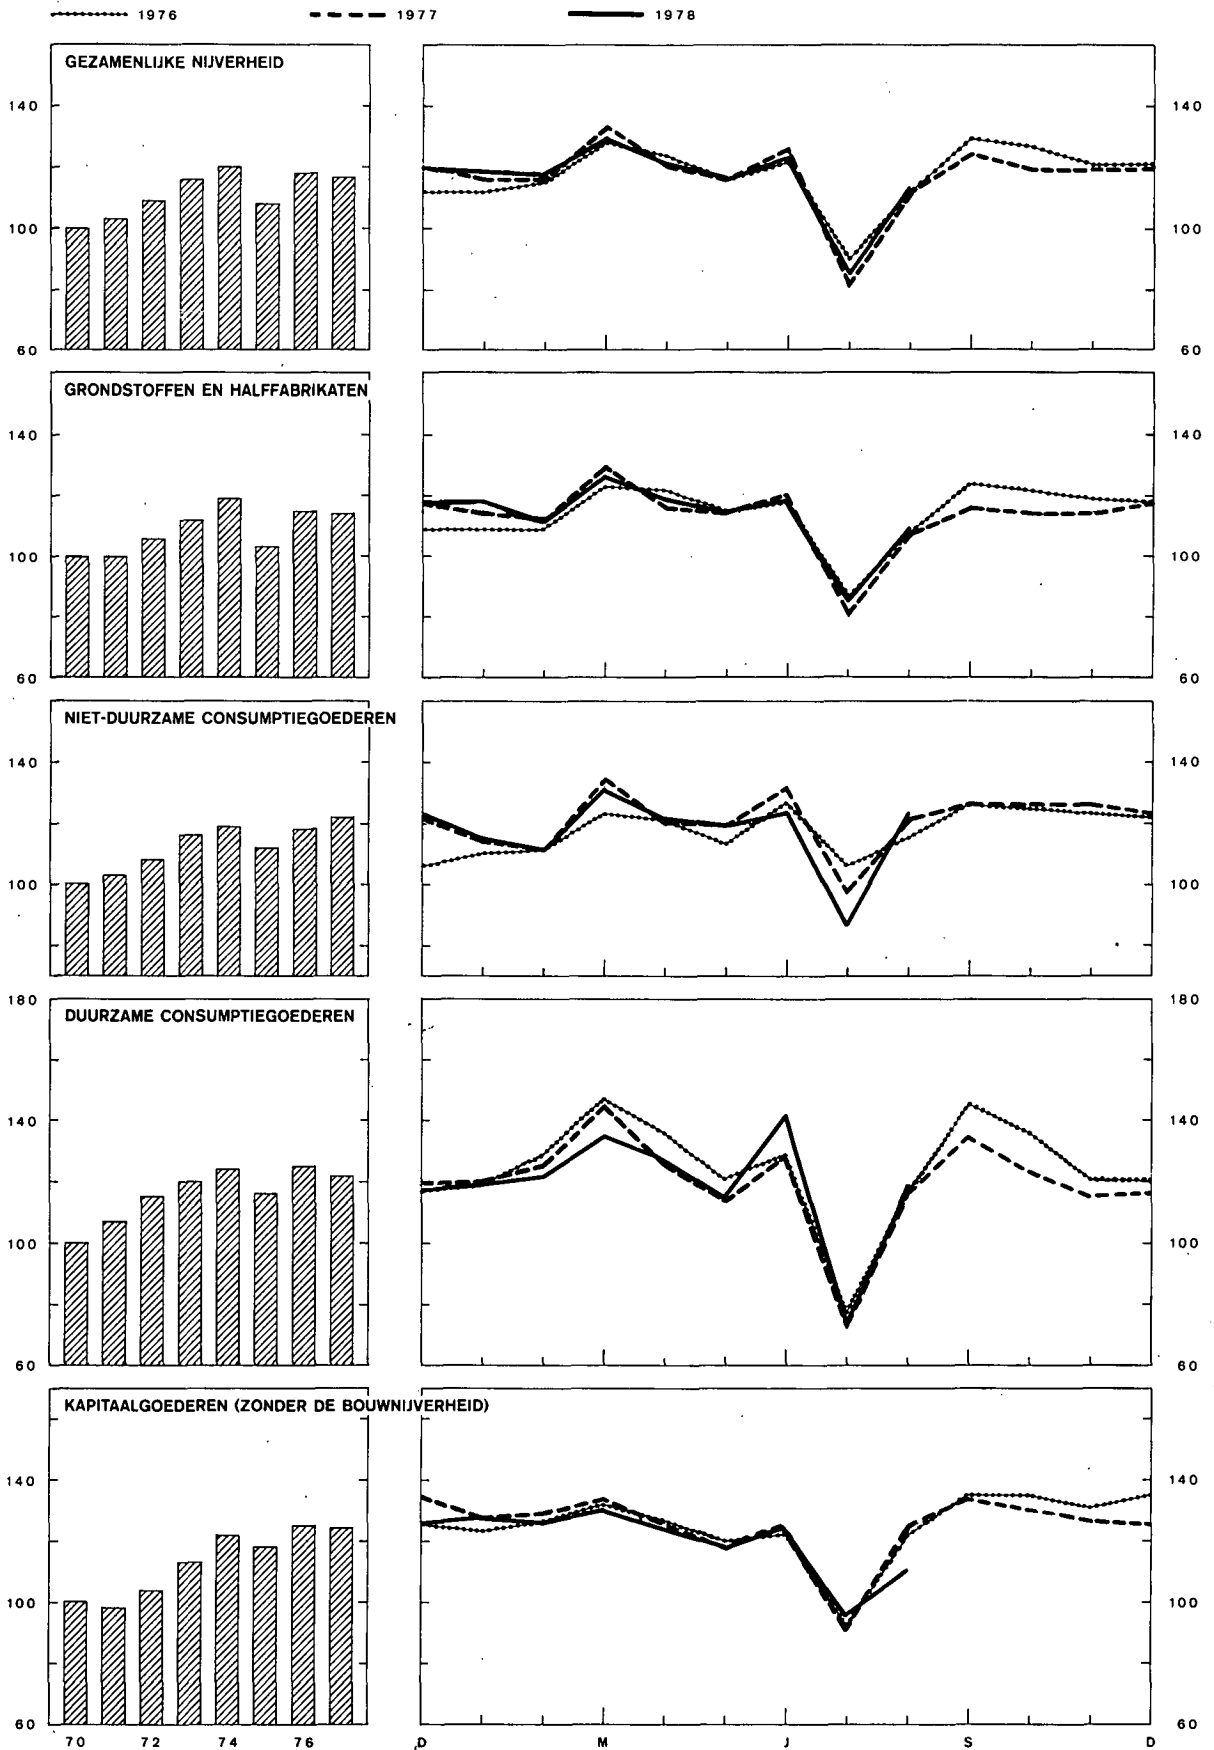 1976 1977 1978
GEZAMENLIJKE NIJVERHEID
140 140
100 100
60 60
GRONDSTOFFEN EN HALFFABRIKATEN
140 140
100 100
60 60
NIET-DUURZAME CONSUMPTIEGOEDEREN
140 140
100 100
180 180
DUURZAME CONSUMPTIEGOEDEREN
140 140
100 100
60 60
KAPITAALGOEDEREN (ZONDER DE BOUWNIJVERHEID)
140 140
100 100
60 60
70 72 74 76 D M J S D